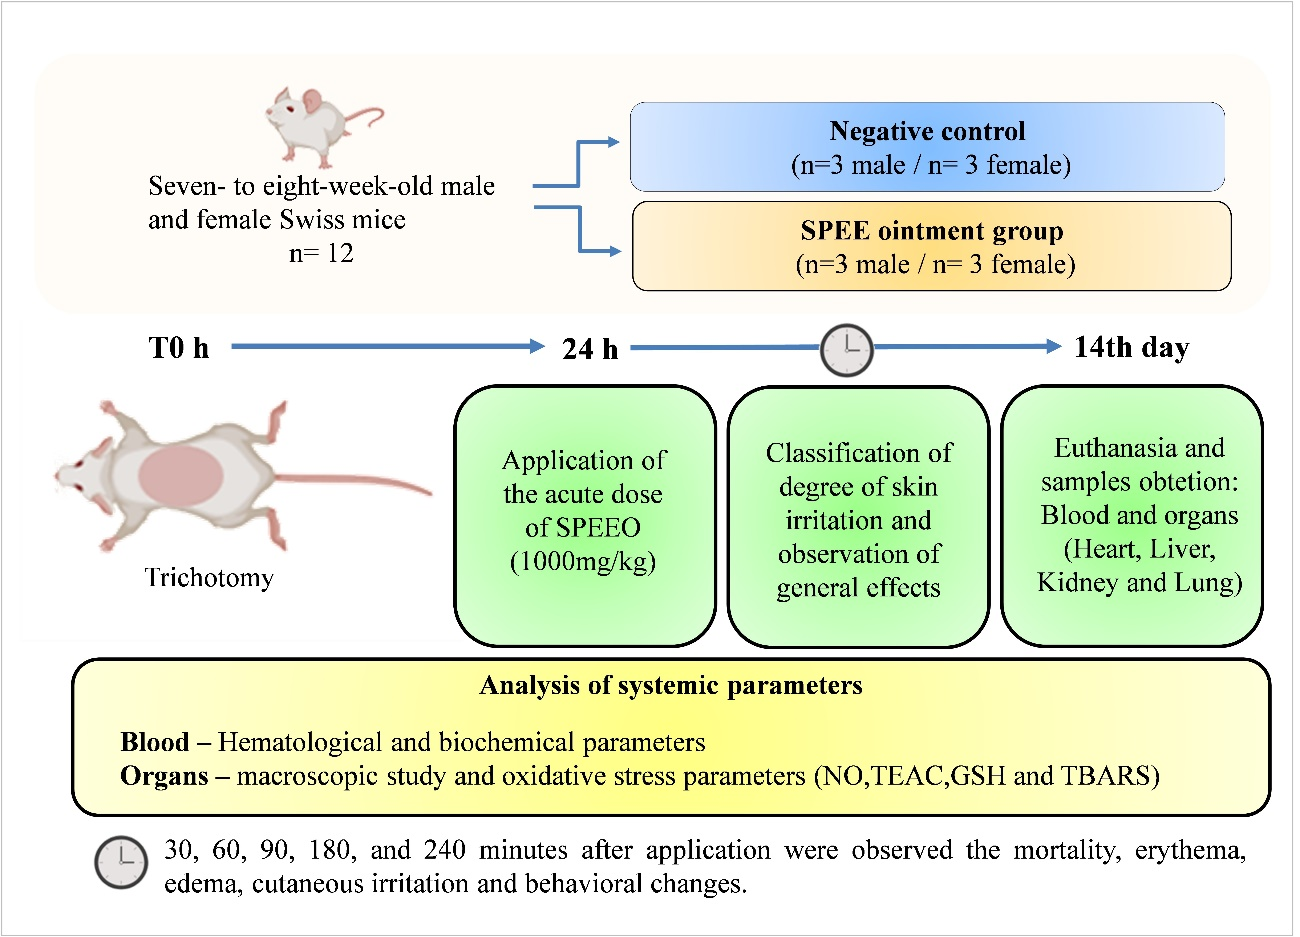 Seven- to eight-week-old male
and female Swiss mice
n= 12
Negative control
(n=3 male / n= 3 female)
SPEE ointment group
(n=3 male / n= 3 female)
T0 h
24 h
14th day
Trichotomy
Application of
the acute dose
of SPEEO
(1000mg/kg)
Classification of
degree of skin
irritation and
observation of
general effects
Euthanasia and
samples obtetion:
Blood and organs
(Heart, Liver,
Kidney and Lung)
Analysis of systemic parameters
Blood – Hematological and biochemical parameters
Organs – macroscopic study and oxidative stress parameters (NO,TEAC,GSH and TBARS)
30, 60, 90, 180, and 240 minutes after application were observed the mortality, erythema,
edema, cutaneous irritation and behavioral changes.